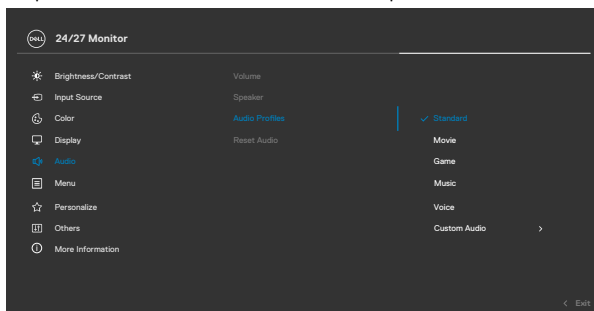 DELL 24/27 Monitor
Brightness/Contrast Volume
Input Source Speaker
Color Audio Profiles ✓ Standard
Display Reset Audio Movie
Audio Game
Menu Music
Personalize Voice
Others Custom Audio >
More Information
< Exit